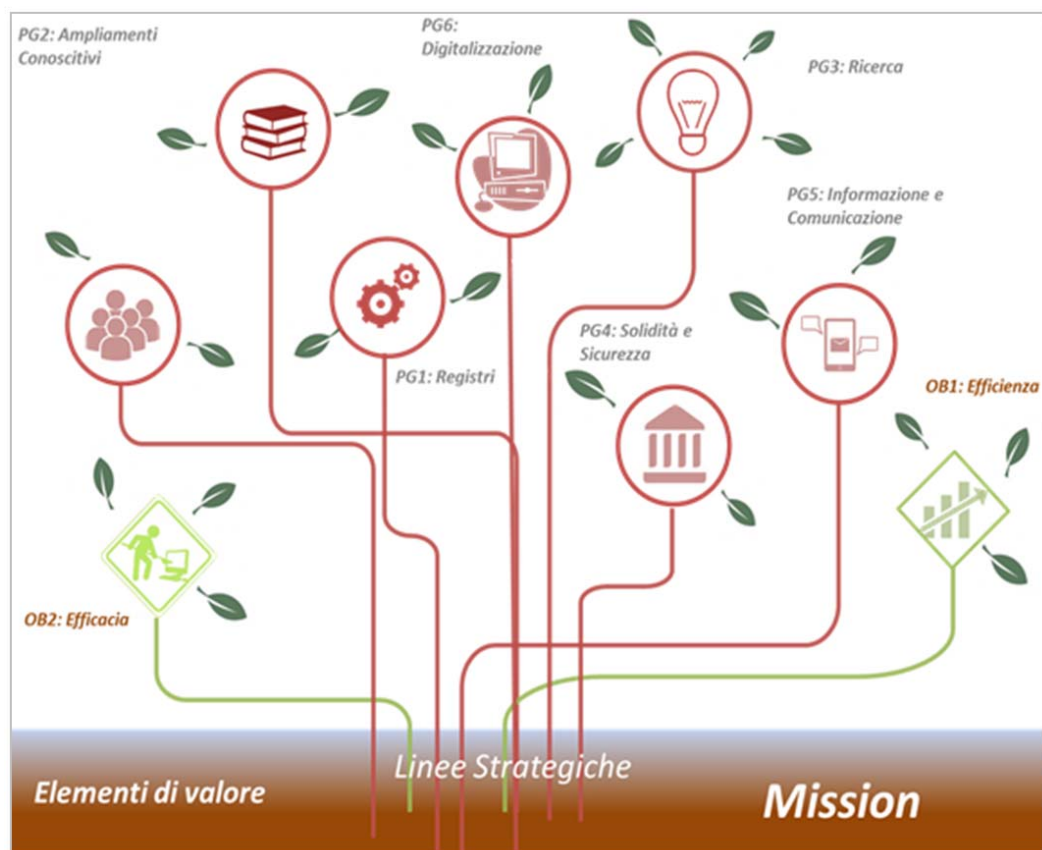 PG2: Ampliamenti
Conoscitivi
PG6:
Digitalizzazione
PG3: Ricerca
PG5: Informazione e
Comunicazione
PG4: Solidità e
Sicurezza
PG1: Registri
OB1: Efficienza
OB2: Efficacia
Linee Strategiche
Elementi di valore
Mission